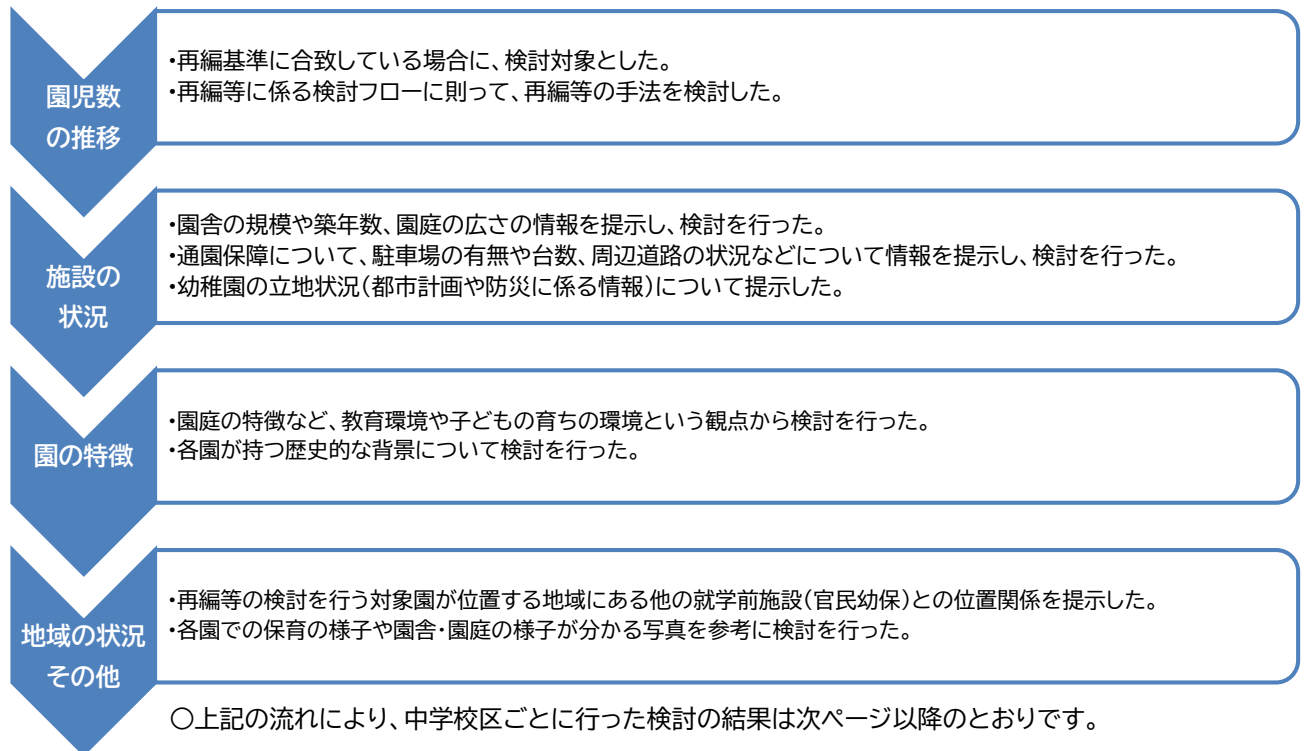 園児数
の推移
・再編基準に合致している場合に、検討対象とした。
・再編等に係る検討フローに則って、再編等の手法を検討した。
施設の
状況
・園舎の規模や築年数、園庭の広さの情報を提示し、検討を行った。
・通園保障について、駐車場の有無や台数、周辺道路の状況などについて情報を提示し、検討を行った。
・幼稚園の立地状況(都市計画や防災に係る情報)について提示した。
園の特徴
・園庭の特徴など、教育環境や子どもの育ちの環境という観点から検討を行った。
・各園が持つ歴史的な背景について検討を行った。
地域の状況
その他
・再編等の検討を行う対象園が位置する地域にある他の就学前施設(官民幼保)との位置関係を提示した。
・各園での保育の様子や園舎・園庭の様子が分かる写真を参考に検討を行った。
〇上記の流れにより、中学校区ごとに行った検討の結果は次ページ以降のとおりです。